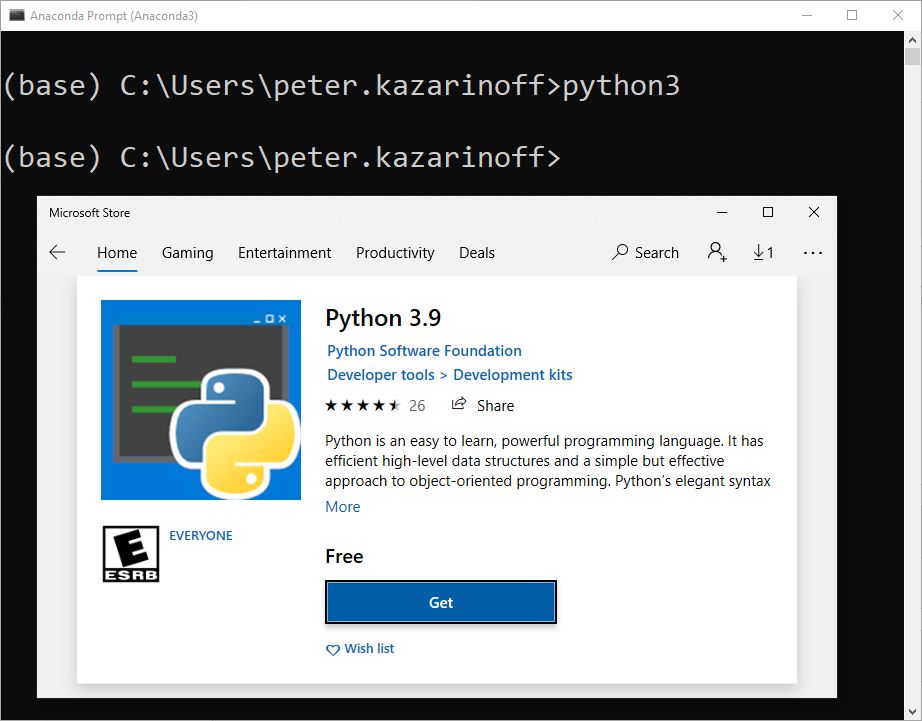 Anaconda Prompt (Anaconda3)
(base) C:\Users\peter.kazarinoff>python3
(base) C:\Users\peter.kazarinoff>
Microsoft Store
Home Gaming Entertainment Productivity Deals Search 1
Python 3.9
Python Software Foundation
Developer tools > Development kits
26 Share
Python is an easy to learn, powerful programming language. It has
efficient high-level data structures and a simple but effective
approach to object-oriented programming. Python's elegant syntax
More
E
ESRB
EVERYONE
Free
Get
Wish list